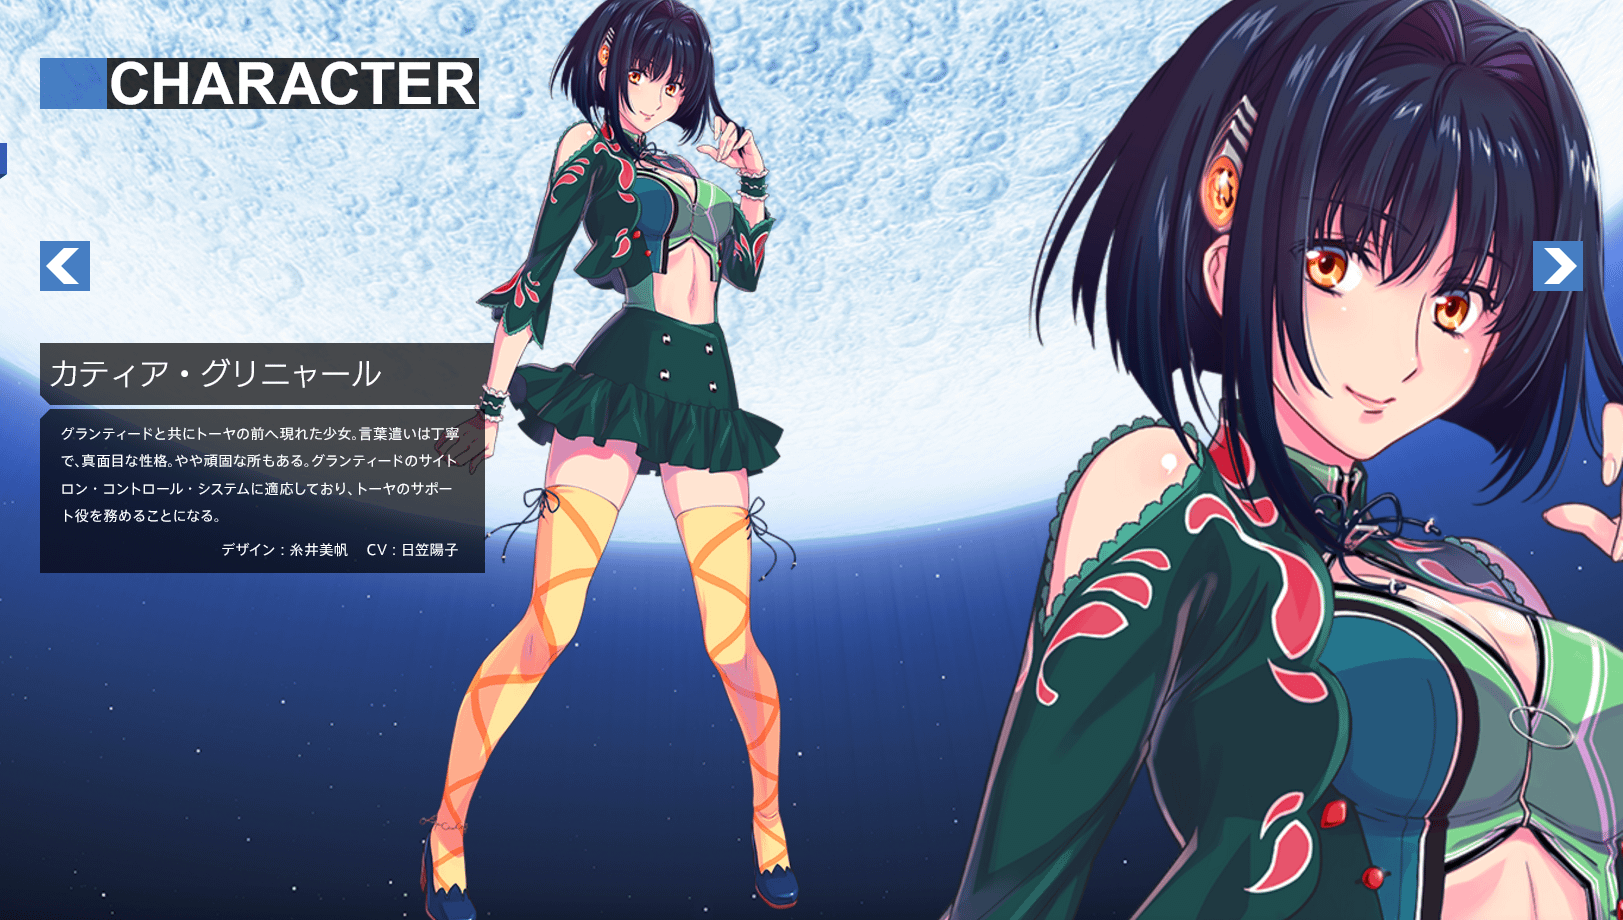 CHARACTER
カティア・グリニャール
グランティードと共にトーヤの前へ現れた少女。言葉遣いは丁寧
で、真面目な性格。やや頑固な所もある。グランティードのサイト
ロン・コントロール・システムに適応しており、トーヤのサポー
ト役を務めることになる。
デザイン：糸井美帆　CV：日笠陽子